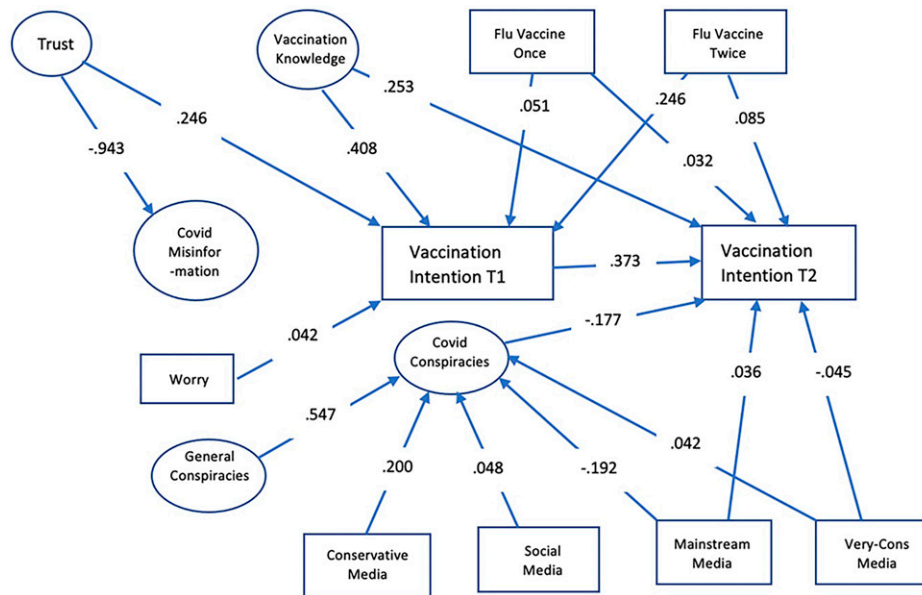 Trust
Vaccination
Knowledge
Flu Vaccine
Once
Flu Vaccine
Twice
.253
.051
.246
.085
.246
-.943
.408
.032
Covid
Misinfor
-mation
Vaccination
Intention T1
.373
Vaccination
Intention T2
-.177
.042
Covid
Conspiracies
Worry
.036
-.045
.547
.042
General
Conspiracies
.200
.048
-.192
Conservative
Media
Social
Media
Mainstream
Media
Very-Cons
Media